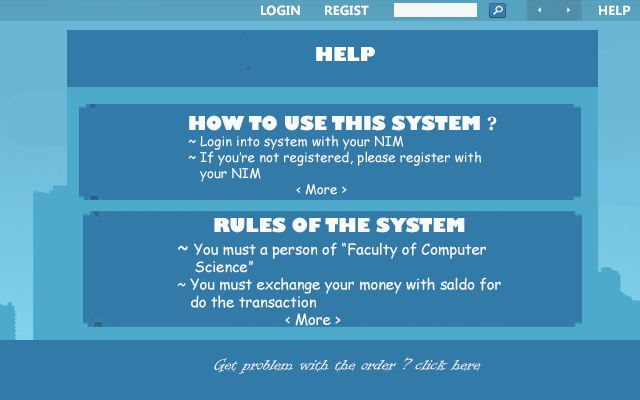 LOGIN REGIST HELP
HELP
HOW TO USE THIS SYSTEM ?
~ Login into system with your NIM
~ If you're not registered, please register with
your NIM
< More >
RULES OF THE SYSTEM
~ You must a person of “Faculty of Computer
Science”
~ You must exchange your money with saldo for
do the transaction
< More >
Get problem with the order ? click here